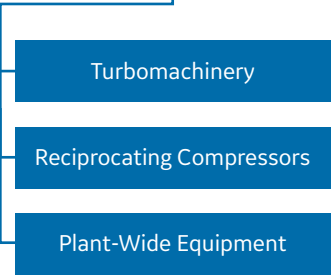 Turbomachinery
Reciprocating Compressors
Plant-Wide Equipment